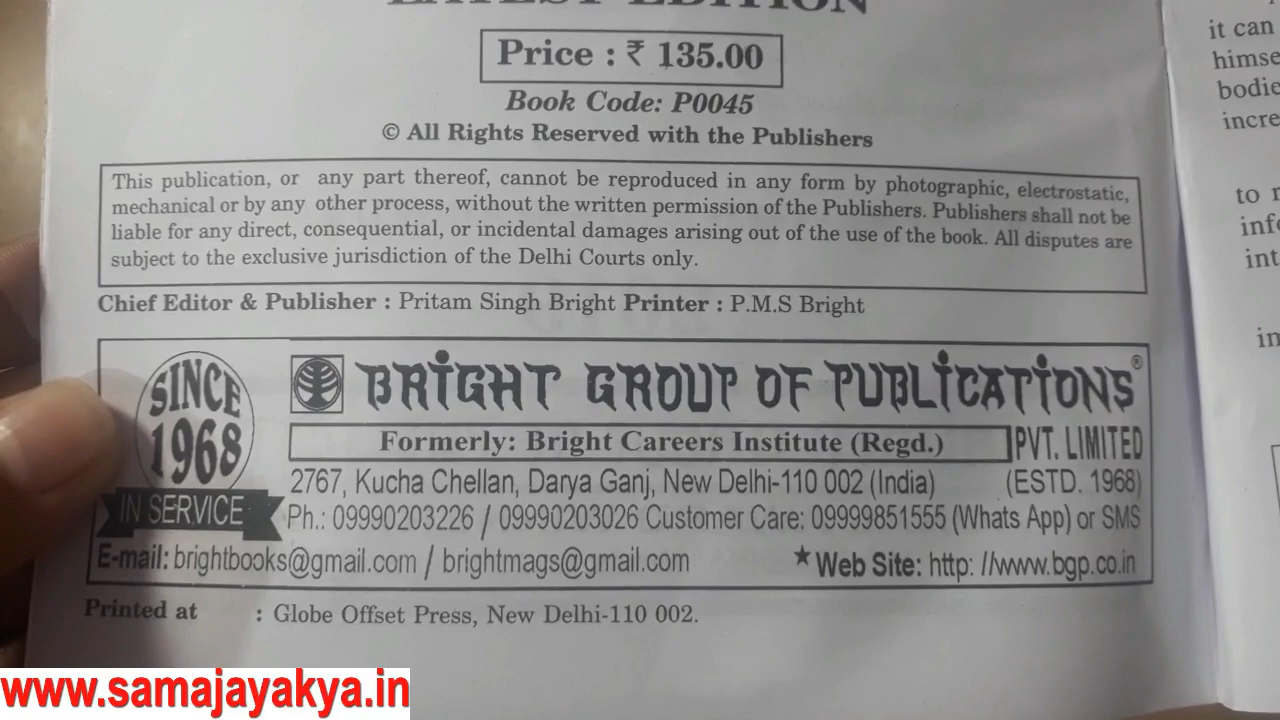 LATEST EDITION
Price : ₹ 135.00
Book Code: P0045
© All Rights Reserved with the Publishers
This publication, or any part thereof, cannot be reproduced in any form by photographic, electrostatic,
mechanical or by any other process, without the written permission of the Publishers. Publishers shall not be
liable for any direct, consequential, or incidental damages arising out of the use of the book. All disputes are
subject to the exclusive jurisdiction of the Delhi Courts only.
Chief Editor & Publisher : Pritam Singh Bright Printer : P.M.S Bright
SINCE
1968
IN SERVICE
BRIGHT GROUP OF PUBLICATIONS®
Formerly: Bright Careers Institute (Regd.) PVT. LIMITED
2767, Kucha Chellan, Darya Ganj, New Delhi-110 002 (India) (ESTD. 1968)
Ph.: 09990203226 / 09990203026 Customer Care: 09999851555 (Whats App) or SMS
E-mail: brightbooks@gmail.com / brightmags@gmail.com ★ Web Site: http: //www.bgp.co.in
Printed at : Globe Offset Press, New Delhi-110 002.
it can
himse
bodie
incre
to
inf
int
in
www.samajayakya.in